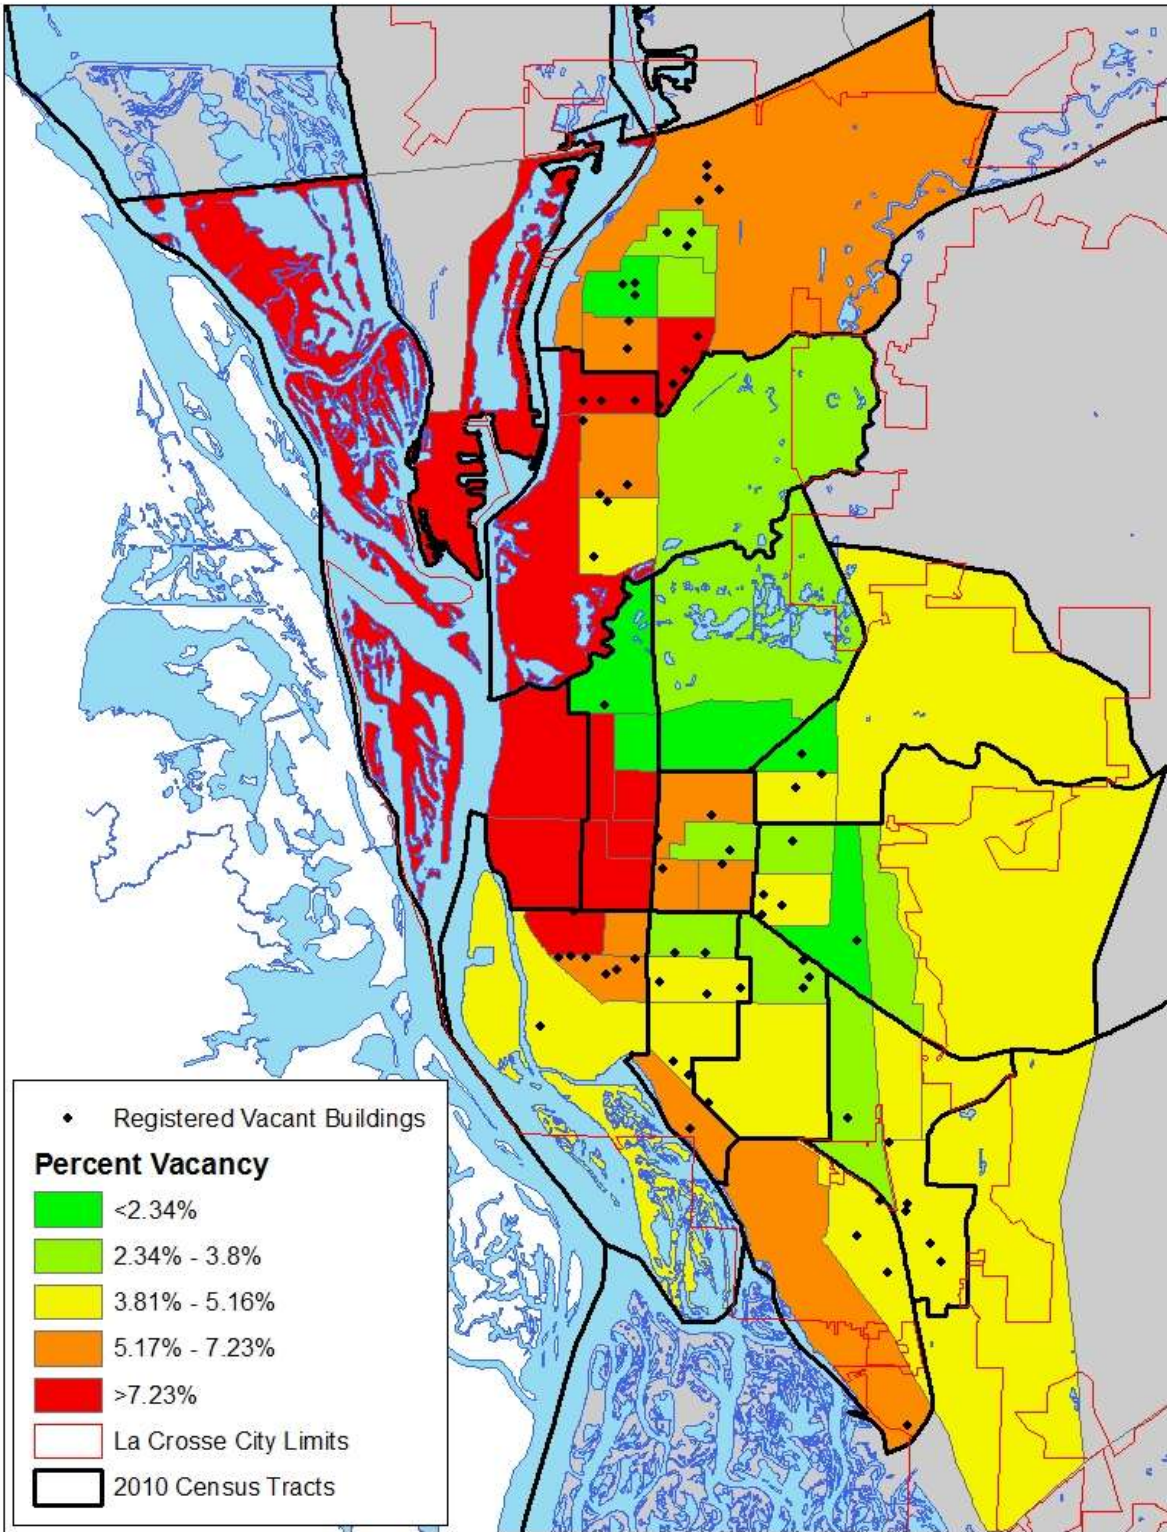 Registered Vacant Buildings
Percent Vacancy
<2.34%
2.34% - 3.8%
3.81% - 5.16%
5.17% - 7.23%
>7.23%
La Crosse City Limits
2010 Census Tracts